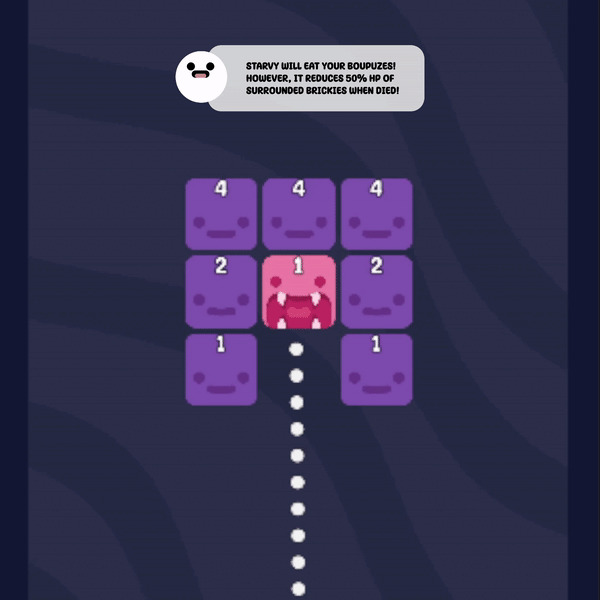 STARVY WILL EAT YOUR BOUPUZES!
HOWEVER, IT REDUCES 50% HP OF
SURROUNDED BRICKIES WHEN DIED!
4 4 4
2 1 2
1 1